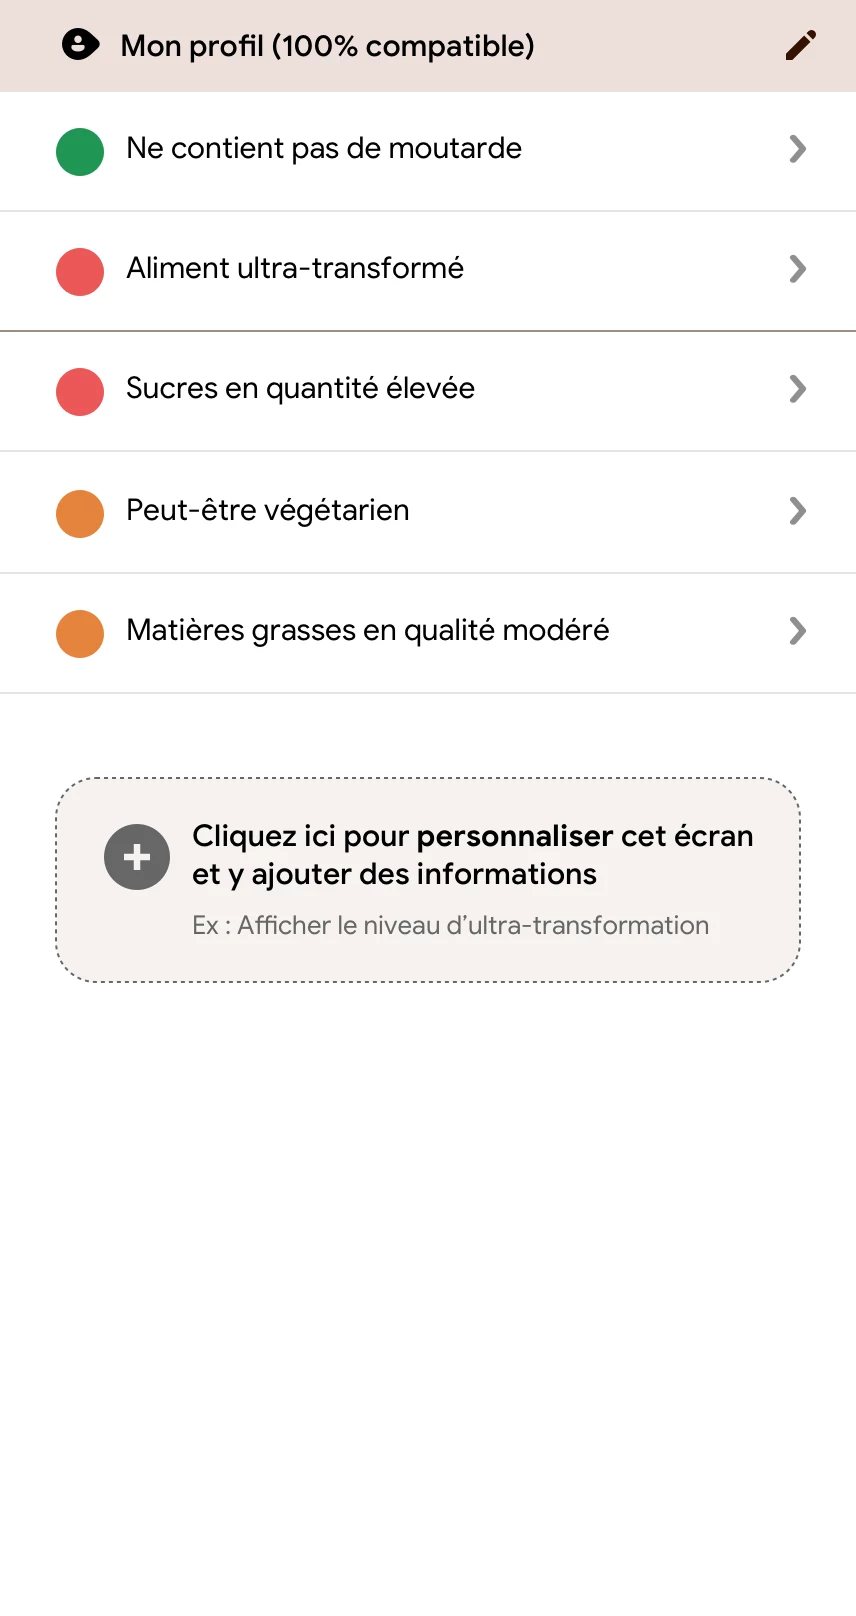 Mon profil (100% compatible)
Ne contient pas de moutarde
Aliment ultra-transformé
Sucres en quantité élevée
Peut-être végétarien
Matières grasses en qualité modéré
Cliquez ici pour personnaliser cet écran
et y ajouter des informations
Ex : Afficher le niveau d’ultra-transformation